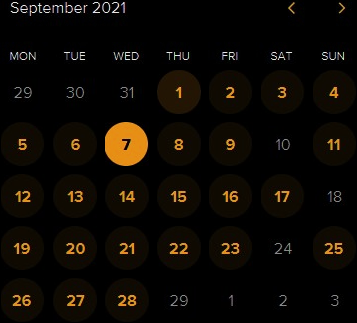 September 2021
MON TUE WED THU FRI SAT SUN
29 30 31 1 2 3 4
5 6 7 8 9 10 11
12 13 14 15 16 17 18
19 20 21 22 23 24 25
26 27 28 29 1 2 3